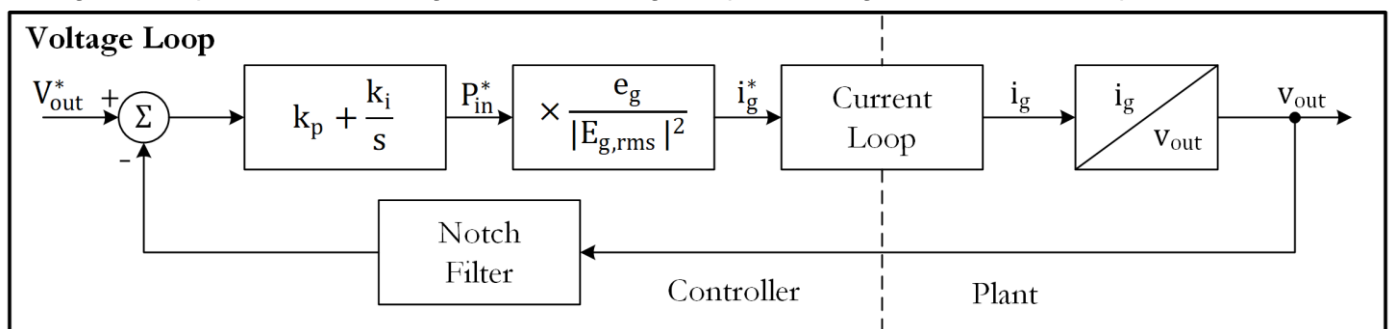 Voltage Loop
V*out + Σ -
kp + ki/s
P*in
× eg/|Eg,rms|²
i*g
Current
Loop
ig
ig
vout
vout
Notch
Filter
Controller
Plant